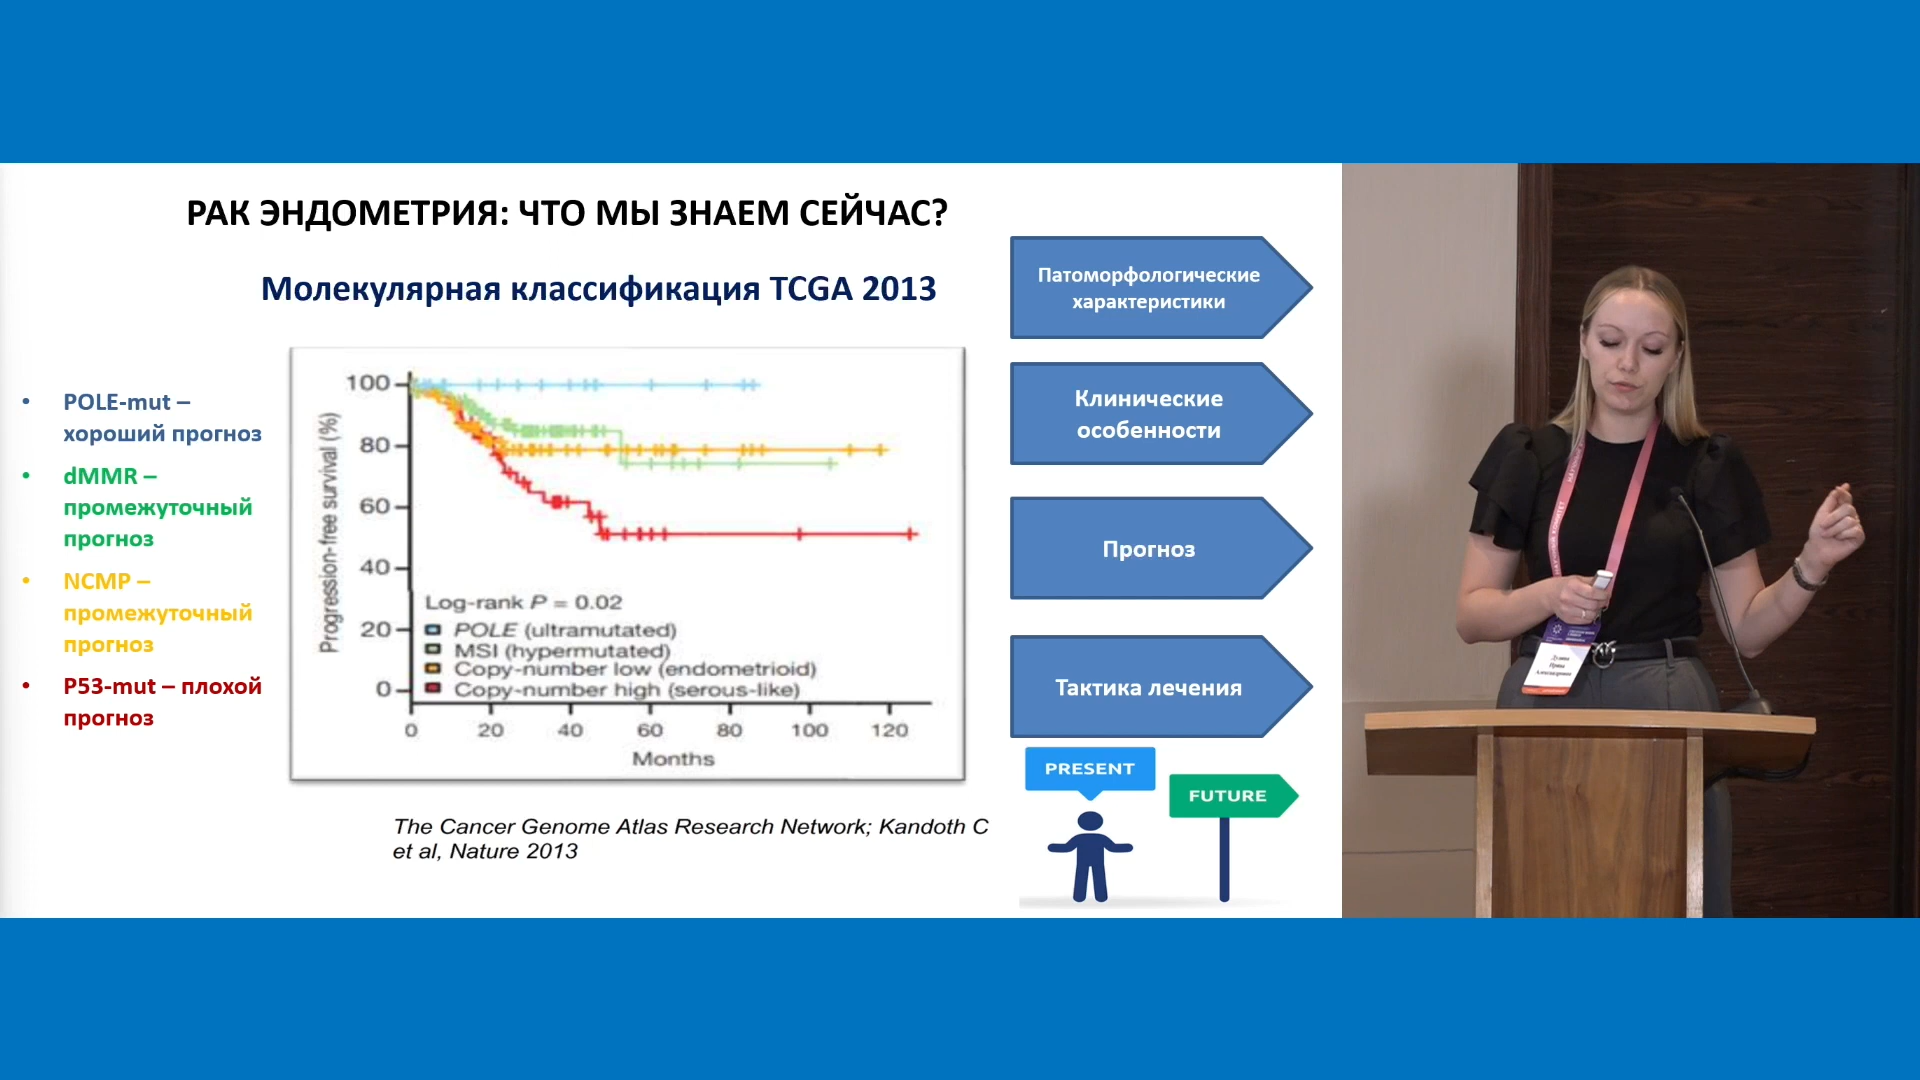 РАК ЭНДОМЕТРИЯ: ЧТО МЫ ЗНАЕМ СЕЙЧАС?
Молекулярная классификация TCGA 2013
• POLE-mut –
хороший прогноз
• dMMR –
промежуточный
прогноз
• NCMP –
промежуточный
прогноз
• P53-mut – плохой
прогноз
Progression-free survival (%)
100
80
60
40
20
0
Log-rank P = 0.02
POLE (ultramutated)
MSI (hypermutated)
Copy-number low (endometrioid)
Copy-number high (serous-like)
0 20 40 60 80 100 120
Months
The Cancer Genome Atlas Research Network; Kandoth C
et al, Nature 2013
Патоморфологические
характеристики
Клинические
особенности
Прогноз
Тактика лечения
PRESENT
FUTURE